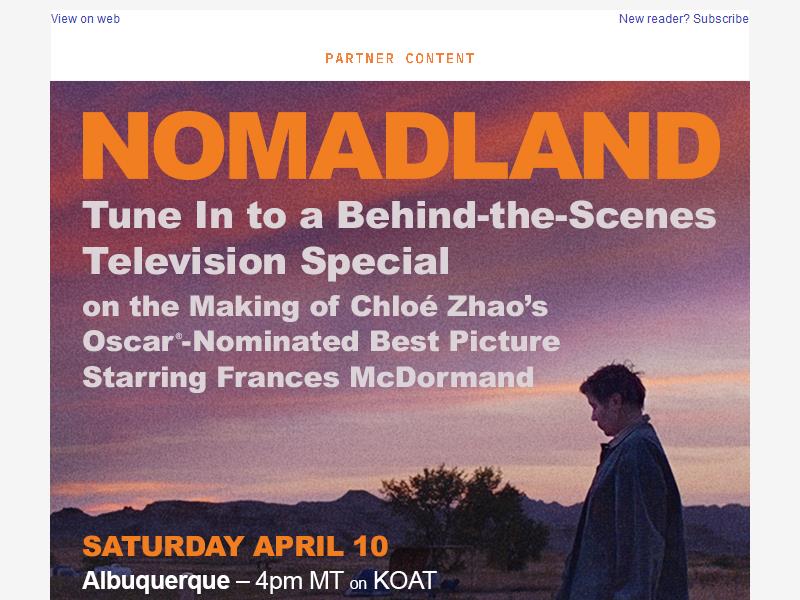 View on web
New reader? Subscribe
PARTNER CONTENT
NOMADLAND
Tune In to a Behind-the-Scenes
Television Special
on the Making of Chloé Zhao’s
Oscar®-Nominated Best Picture
Starring Frances McDormand
SATURDAY APRIL 10
Albuquerque – 4pm MT on KOAT